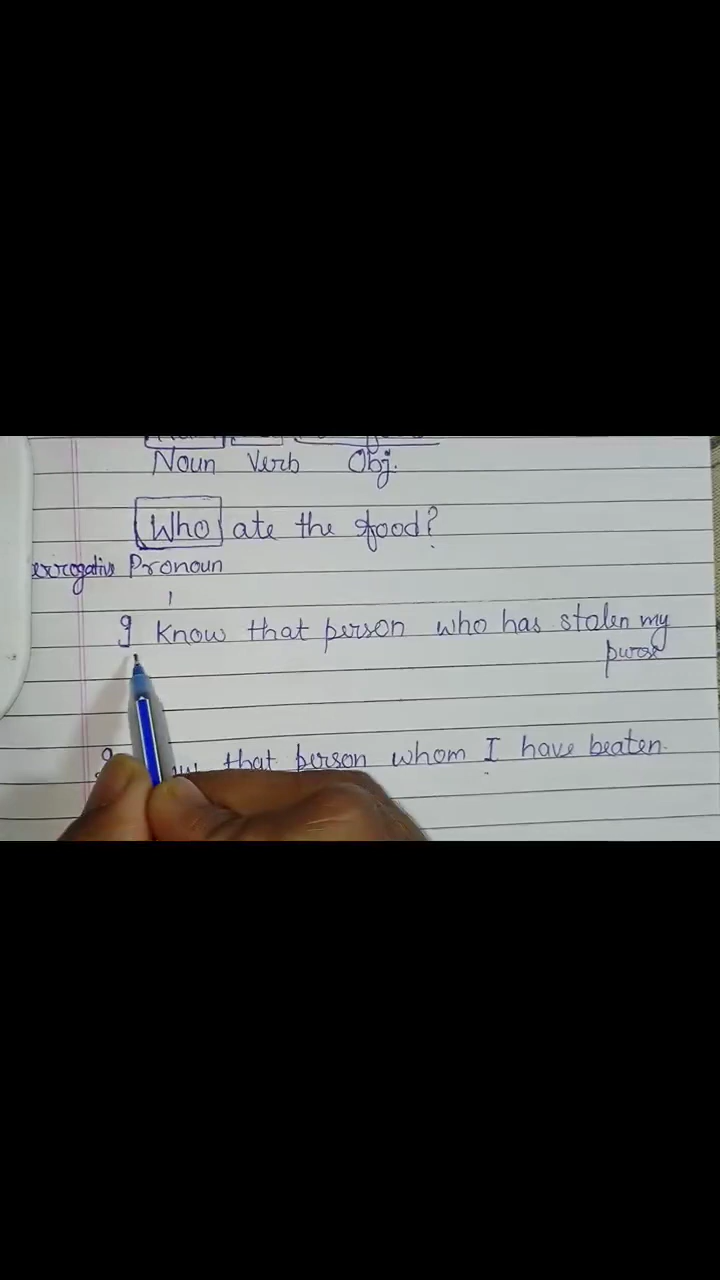 Noun Verb Obj.
Who ate the food?
Pronoun
I know that person who has stolen my
purse
that person whom I have beaten.